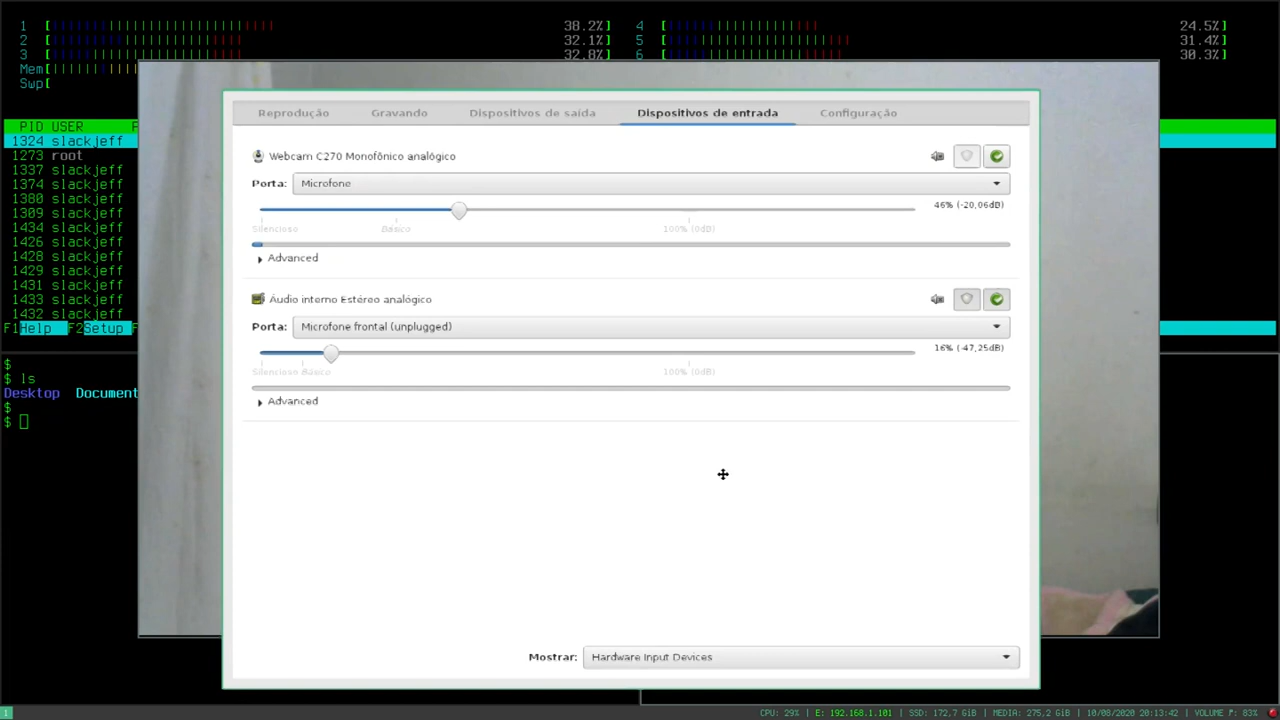 1 [ 38.2%] 4 [ 24.5%]
2 [ 32.1%] 5 [ 31.4%]
3 [ 32.8%] 6 [ 30.3%]
Mem[
Swp[
PID USER
1324 slackjeff
1273 root
1337 slackjeff
1374 slackjeff
1380 slackjeff
1309 slackjeff
1434 slackjeff
1426 slackjeff
1428 slackjeff
1429 slackjeff
1431 slackjeff
1433 slackjeff
1432 slackjeff
F1Help F2Setup F
$
$ ls
Desktop Document
$
$
Reprodução Gravando Dispositivos de saída Dispositivos de entrada Configuração
Webcam C270 Monofônico analógico
Porta: Microfone
46% (-20,06dB)
Silencioso Básico 100% (0dB)
Advanced
Áudio interno Estéreo analógico
Porta: Microfone frontal (unplugged)
16% (-47,25dB)
Silencioso Básico 100% (0dB)
Advanced
Mostrar: Hardware Input Devices
1 CPU: 29% | E: 192.168.1.101 | SSD: 172,7 GiB | MEDIA: 275,2 GiB | 10/08/2020 20:13:42 | VOLUME ♪: 83%